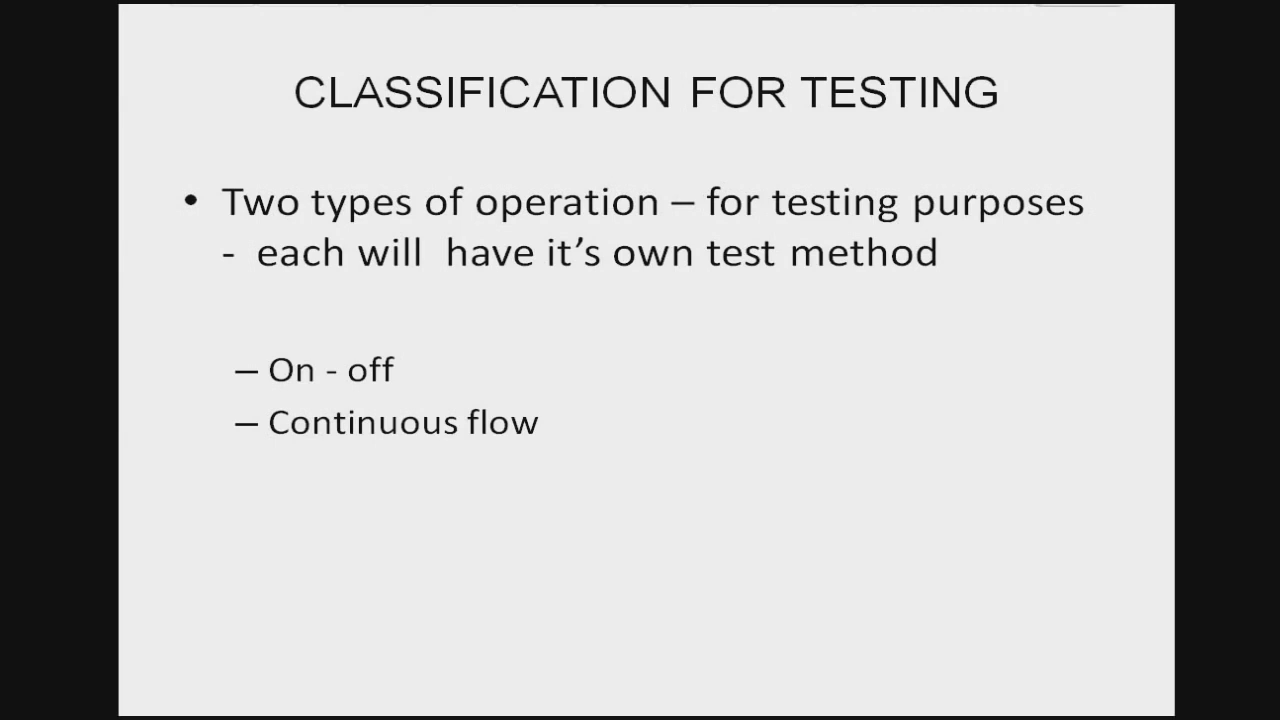 CLASSIFICATION FOR TESTING
• Two types of operation – for testing purposes
- each will have it’s own test method
– On - off
– Continuous flow